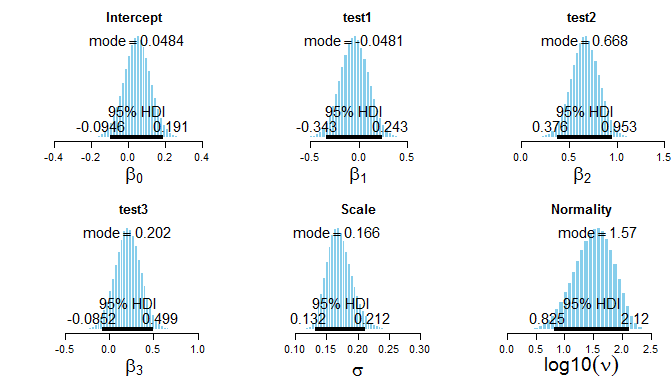 Intercept
mode = 0.0484
95% HDI
-0.0946 0.191
-0.4 -0.2 0.0 0.2 0.4
β0
test1
mode = -0.0481
95% HDI
-0.343 0.243
-0.5 0.0 0.5
β1
test2
mode = 0.668
95% HDI
0.376 0.953
0.0 0.5 1.0 1.5
β2
test3
mode = 0.202
95% HDI
-0.0852 0.499
-0.5 0.0 0.5 1.0
β3
Scale
mode = 0.166
95% HDI
0.132 0.212
0.10 0.15 0.20 0.25 0.30
σ
Normality
mode = 1.57
95% HDI
0.825 2.12
0.0 0.5 1.0 1.5 2.0 2.5
log10(ν)